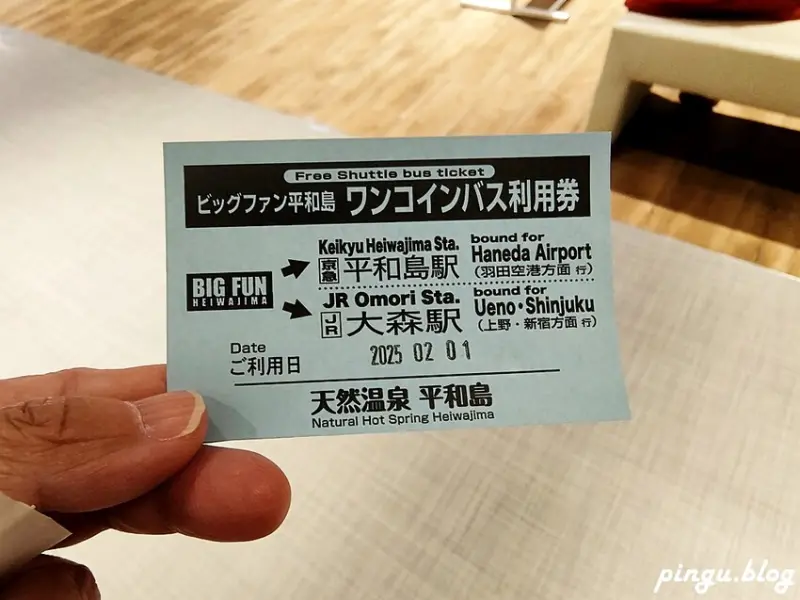 Free Shuttle bus ticket
ビッグファン平和島 ワンコインバス利用券
BIG FUN
HEIWAJIMA
Keikyu Heiwajima Sta. bound for Haneda Airport
京急 平和島駅 (羽田空港方面 行)
JR Omori Sta. bound for Ueno・Shinjuku
JR 大森駅 (上野・新宿方面 行)
Date
ご利用日 2025 02 01
天然温泉 平和島
Natural Hot Spring Heiwajima
pingu.blog